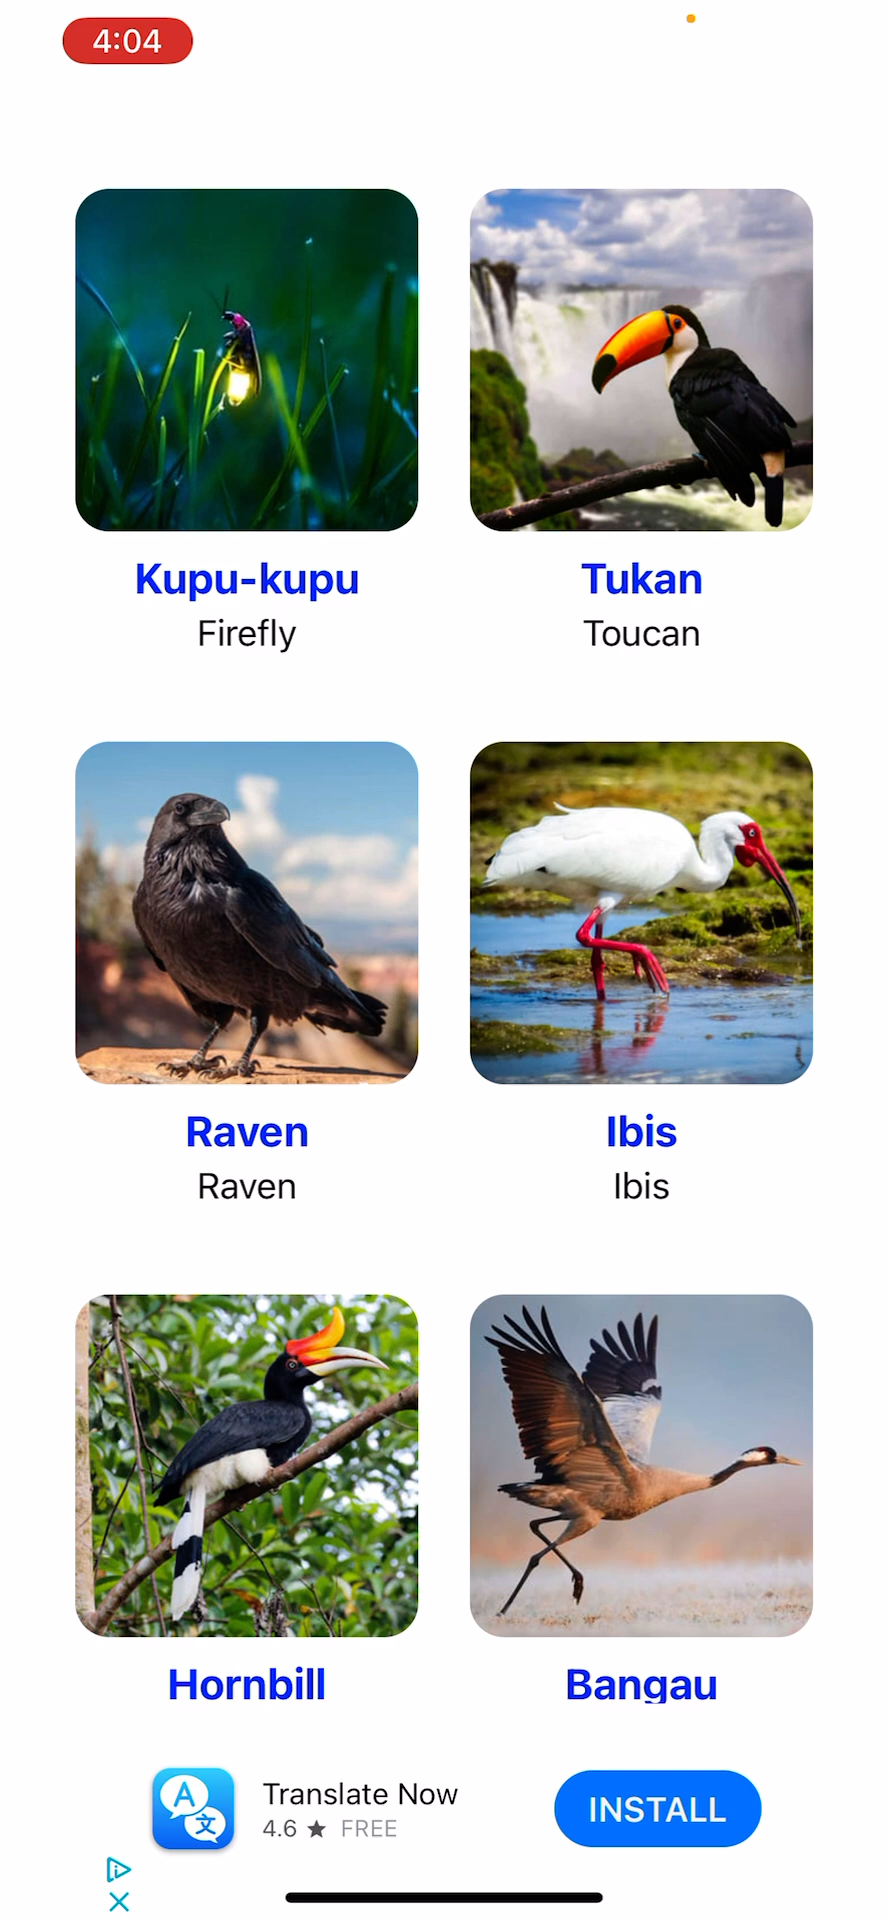 4:04
Kupu-kupu
Tukan
Firefly
Toucan
Raven
Ibis
Raven
Ibis
Hornbill
Bangau
Translate Now
4.6 ★ FREE
INSTALL